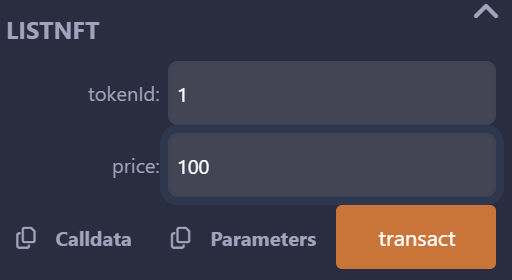 LISTNFT
tokenId: 1
price: 100
Calldata Parameters transact